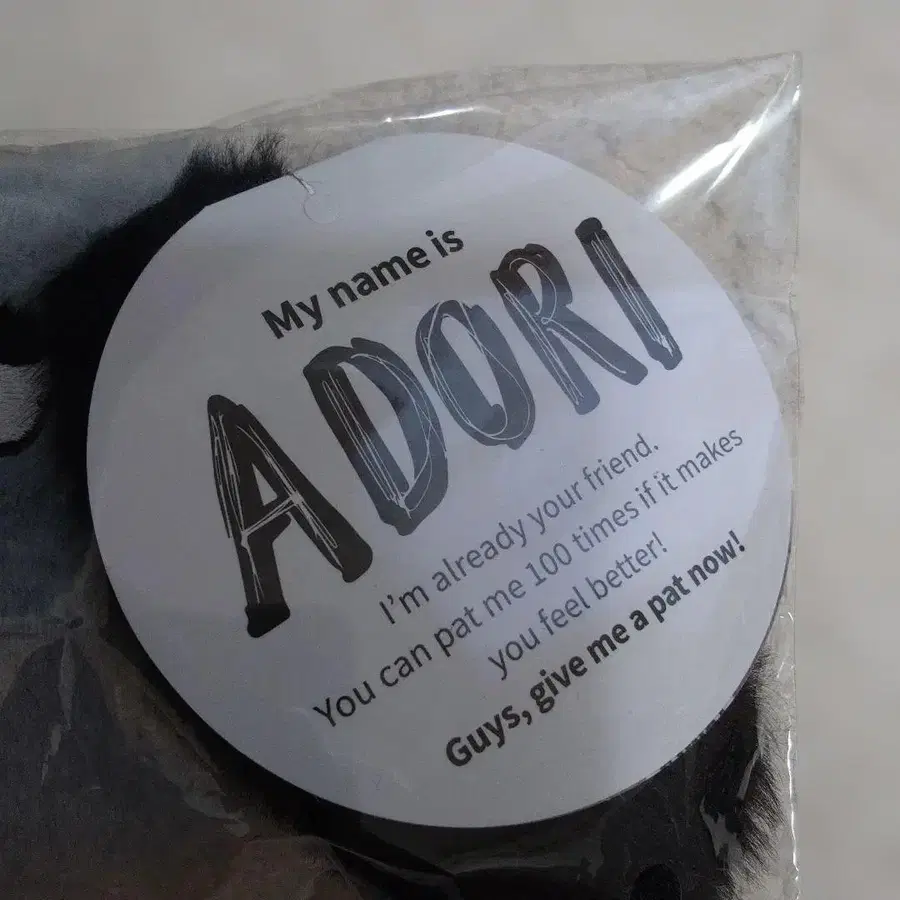 My name is
ADORI
I'm already your friend.
You can pat me 100 times if it makes
you feel better!
Guys, give me a pat now!